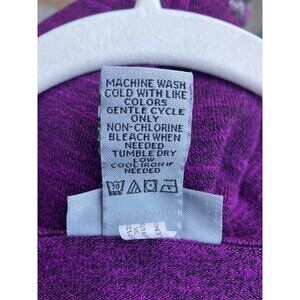 MACHINE WASH
COLD WITH LIKE
COLORS
GENTLE CYCLE
ONLY
NON-CHLORINE
BLEACH WHEN
NEEDED
TUMBLE DRY
LOW
COOL IRON IF
NEEDED
30